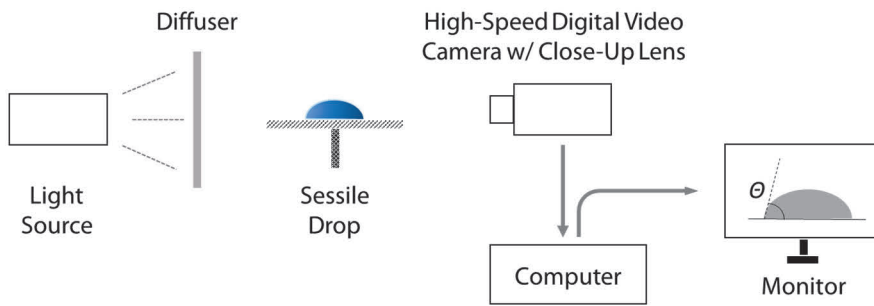 Diffuser
High-Speed Digital Video
Camera w/ Close-Up Lens
Light
Source
Sessile
Drop
Computer
Θ
Monitor